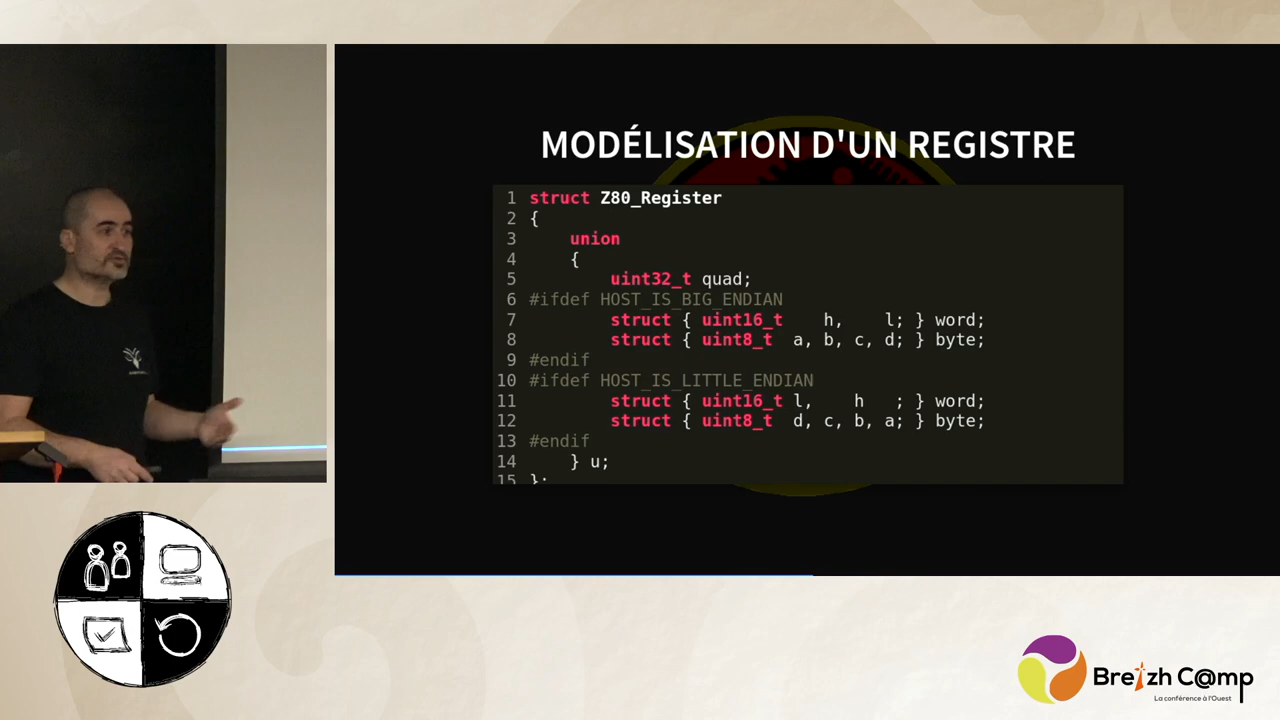 MODÉLISATION D'UN REGISTRE
1 struct Z80_Register
2 {
3     union
4     {
5         uint32_t quad;
6 #ifdef HOST_IS_BIG_ENDIAN
7         struct { uint16_t    h,    l; } word;
8         struct { uint8_t  a, b, c, d; } byte;
9 #endif
10 #ifdef HOST_IS_LITTLE_ENDIAN
11         struct { uint16_t l,    h   ; } word;
12         struct { uint8_t  d, c, b, a; } byte;
13 #endif
14     } u;
15 };
Breizh C@mp
La conférence à l'Ouest